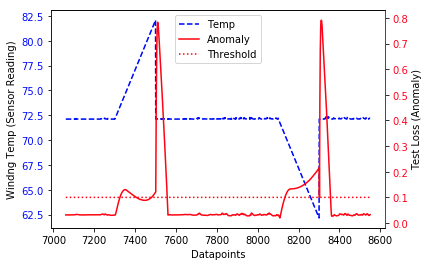 82.5
80.0
77.5
75.0
72.5
70.0
67.5
65.0
62.5
Windng Temp (Sensor Reading)
Temp
Anomaly
Threshold
0.8
0.7
0.6
0.5
0.4
0.3
0.2
0.1
0.0
Test Loss (Anomaly)
7000 7200 7400 7600 7800 8000 8200 8400 8600
Datapoints